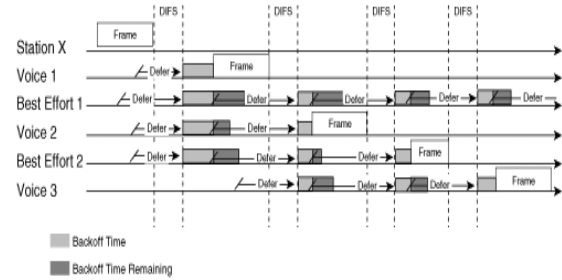 DIFS DIFS DIFS DIFS
Frame
Station X
Defer Frame
Voice 1
Defer Defer Defer Defer Defer
Best Effort 1
Defer Defer Frame
Voice 2
Defer Defer Defer Frame
Best Effort 2
Defer Defer Defer Frame
Voice 3
Backoff Time
Backoff Time Remaining